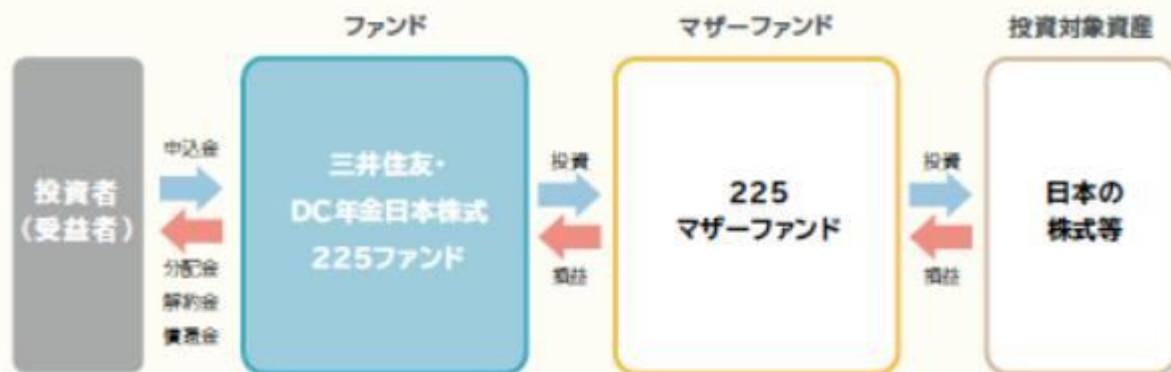 ファンド
マザーファンド
投資対象資産
投資者
（受益者）
申込金
分配金
解約金
償還金
三井住友・
DC年金日本株式
225ファンド
投資
損益
225
マザーファンド
投資
損益
日本の
株式等